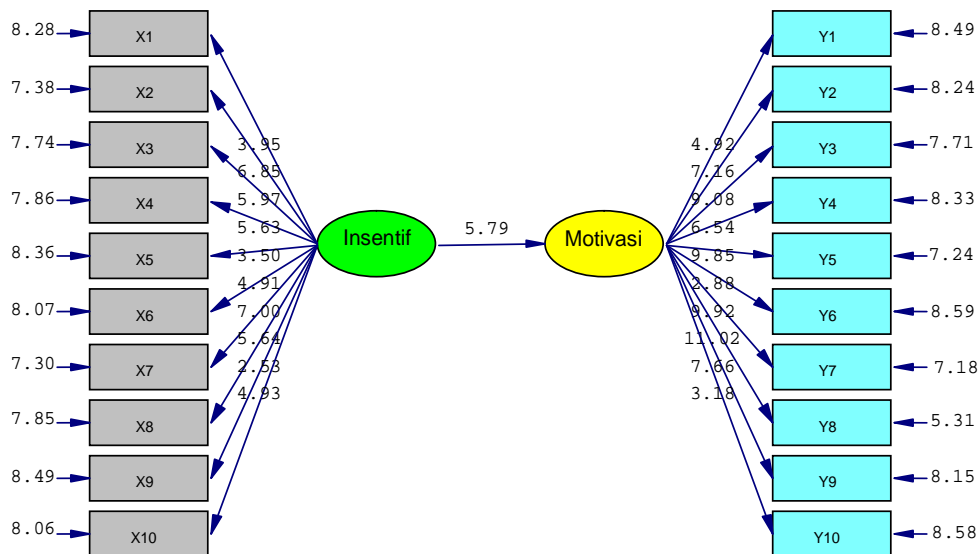 8.28 X1
7.38 X2
7.74 X3
7.86 X4
8.36 X5
8.07 X6
7.30 X7
7.85 X8
8.49 X9
8.06 X10
3.95
6.85
5.97
5.63
3.50
4.91
7.00
5.64
2.53
4.93
Insentif
5.79
Motivasi
4.92
7.16
9.08
6.54
9.85
2.88
9.92
11.02
7.66
3.18
Y1 8.49
Y2 8.24
Y3 7.71
Y4 8.33
Y5 7.24
Y6 8.59
Y7 7.18
Y8 5.31
Y9 8.15
Y10 8.58